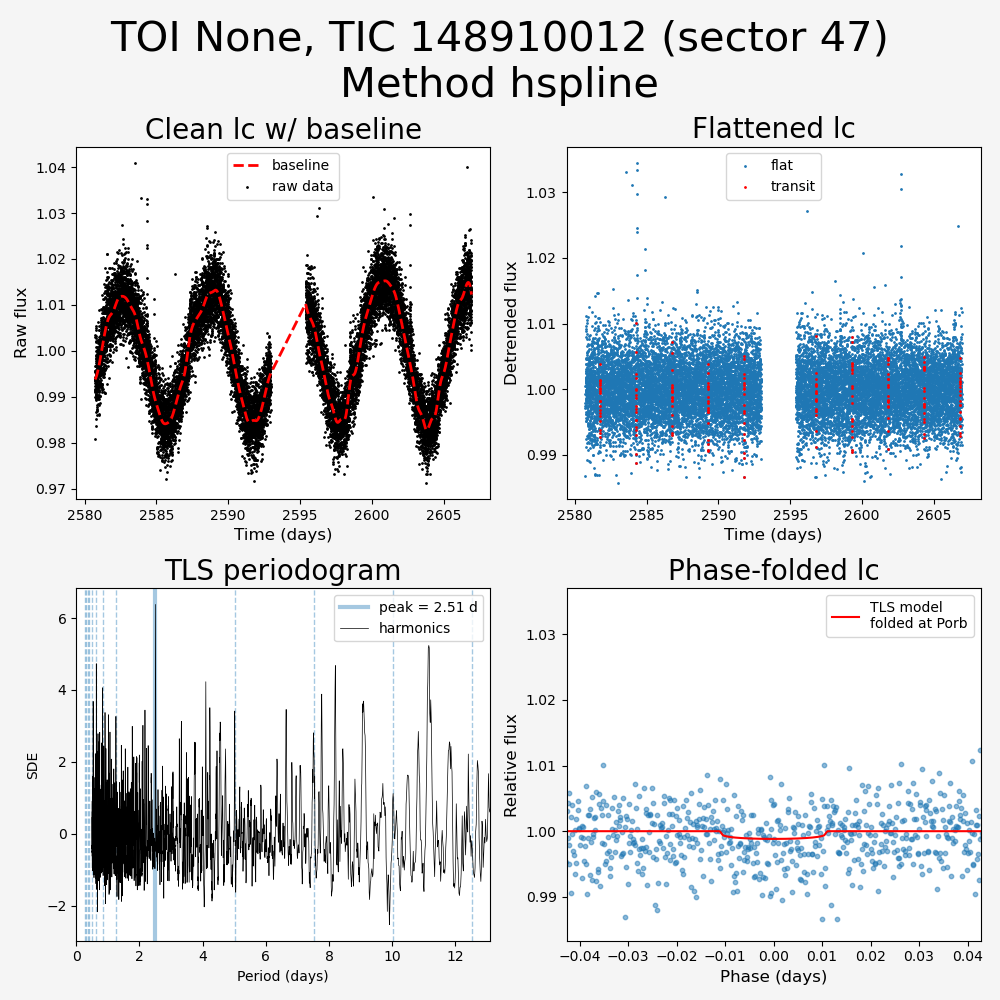 TOI None, TIC 148910012 (sector 47)
Method hspline
Clean lc w/ baseline
baseline
raw data
Raw flux
1.04
1.03
1.02
1.01
1.00
0.99
0.98
0.97
2580
2585
2590
2595
2600
2605
Time (days)
Flattened lc
flat
transit
Detrended flux
1.03
1.02
1.01
1.00
0.99
2580
2585
2590
2595
2600
2605
Time (days)
TLS periodogram
peak = 2.51 d
harmonics
SDE
6
4
2
0
−2
0
2
4
6
8
10
12
Period (days)
Phase-folded lc
TLS model
folded at Porb
Relative flux
1.03
1.02
1.01
1.00
0.99
−0.04
−0.03
−0.02
−0.01
0.00
0.01
0.02
0.03
0.04
Phase (days)